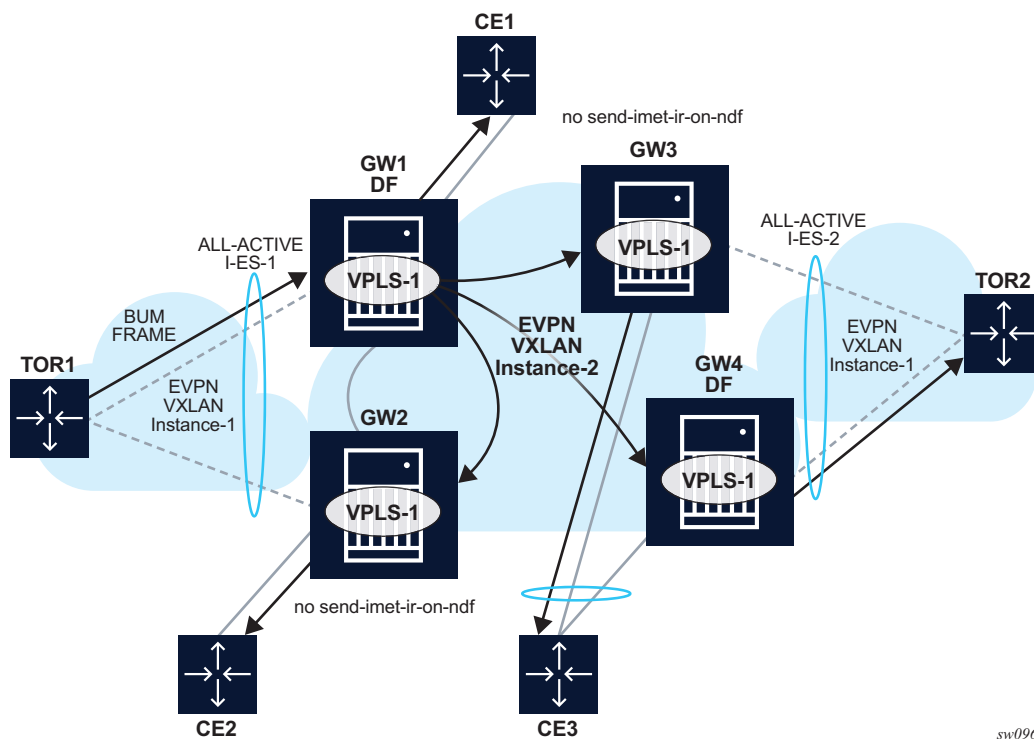 CE1
no send-imet-ir-on-ndf
GW1
DF
GW3
ALL-ACTIVE
I-ES-1
ALL-ACTIVE
I-ES-2
VPLS-1
VPLS-1
TOR2
BUM
FRAME
EVPN
VXLAN
Instance-2
EVPN
VXLAN
Instance-1
TOR1
EVPN
VXLAN
Instance-1
GW4
DF
GW2
VPLS-1
VPLS-1
no send-imet-ir-on-ndf
CE2
CE3